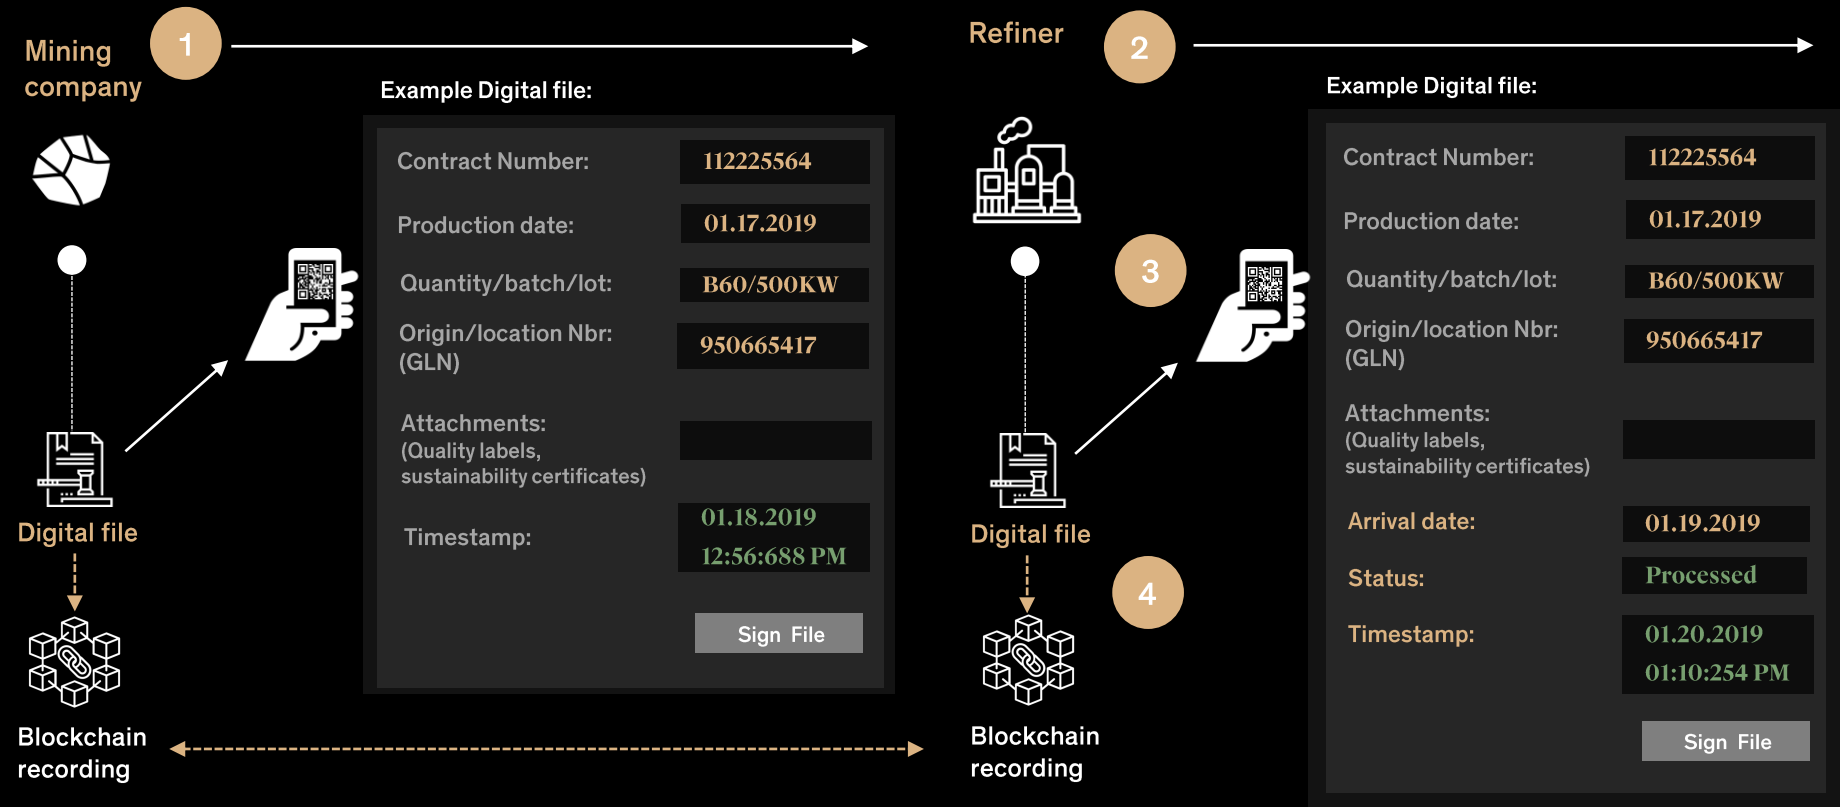 Mining
company
1
Example Digital file:
Contract Number:
112225564
Production date:
01.17.2019
Quantity/batch/lot:
B60/500KW
Origin/location Nbr:
(GLN)
950665417
Attachments:
(Quality labels,
sustainability certificates)
Timestamp:
01.18.2019
12:56:688 PM
Sign File
Digital file
Blockchain
recording
Refiner
2
Example Digital file:
3
Contract Number:
112225564
Production date:
01.17.2019
Quantity/batch/lot:
B60/500KW
Origin/location Nbr:
(GLN)
950665417
Attachments:
(Quality labels,
sustainability certificates)
Arrival date:
01.19.2019
Status:
Processed
Timestamp:
01.20.2019
01:10:254 PM
Sign File
Digital file
4
Blockchain
recording